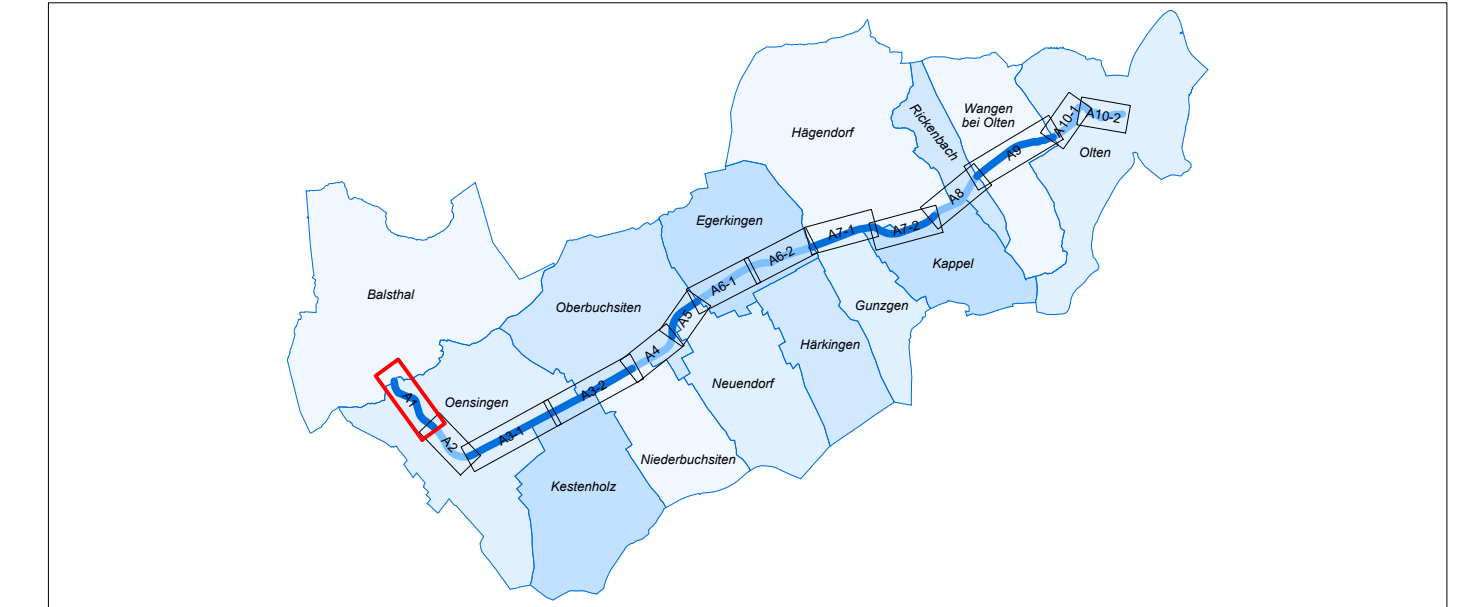 Hägendorf
Rickenbach
Wangen
bei Olten
A10-1
A10-2
Olten
A9
A8
Egerkingen
A7-1
A7-2
A6-2
A6-1
Kappel
Balsthal
Oberbuchsiten
A5
Gunzgen
Härkingen
A4
Neuendorf
A1
Oensingen
A3-2
A3-1
A2
Niederbuchsiten
Kestenholz